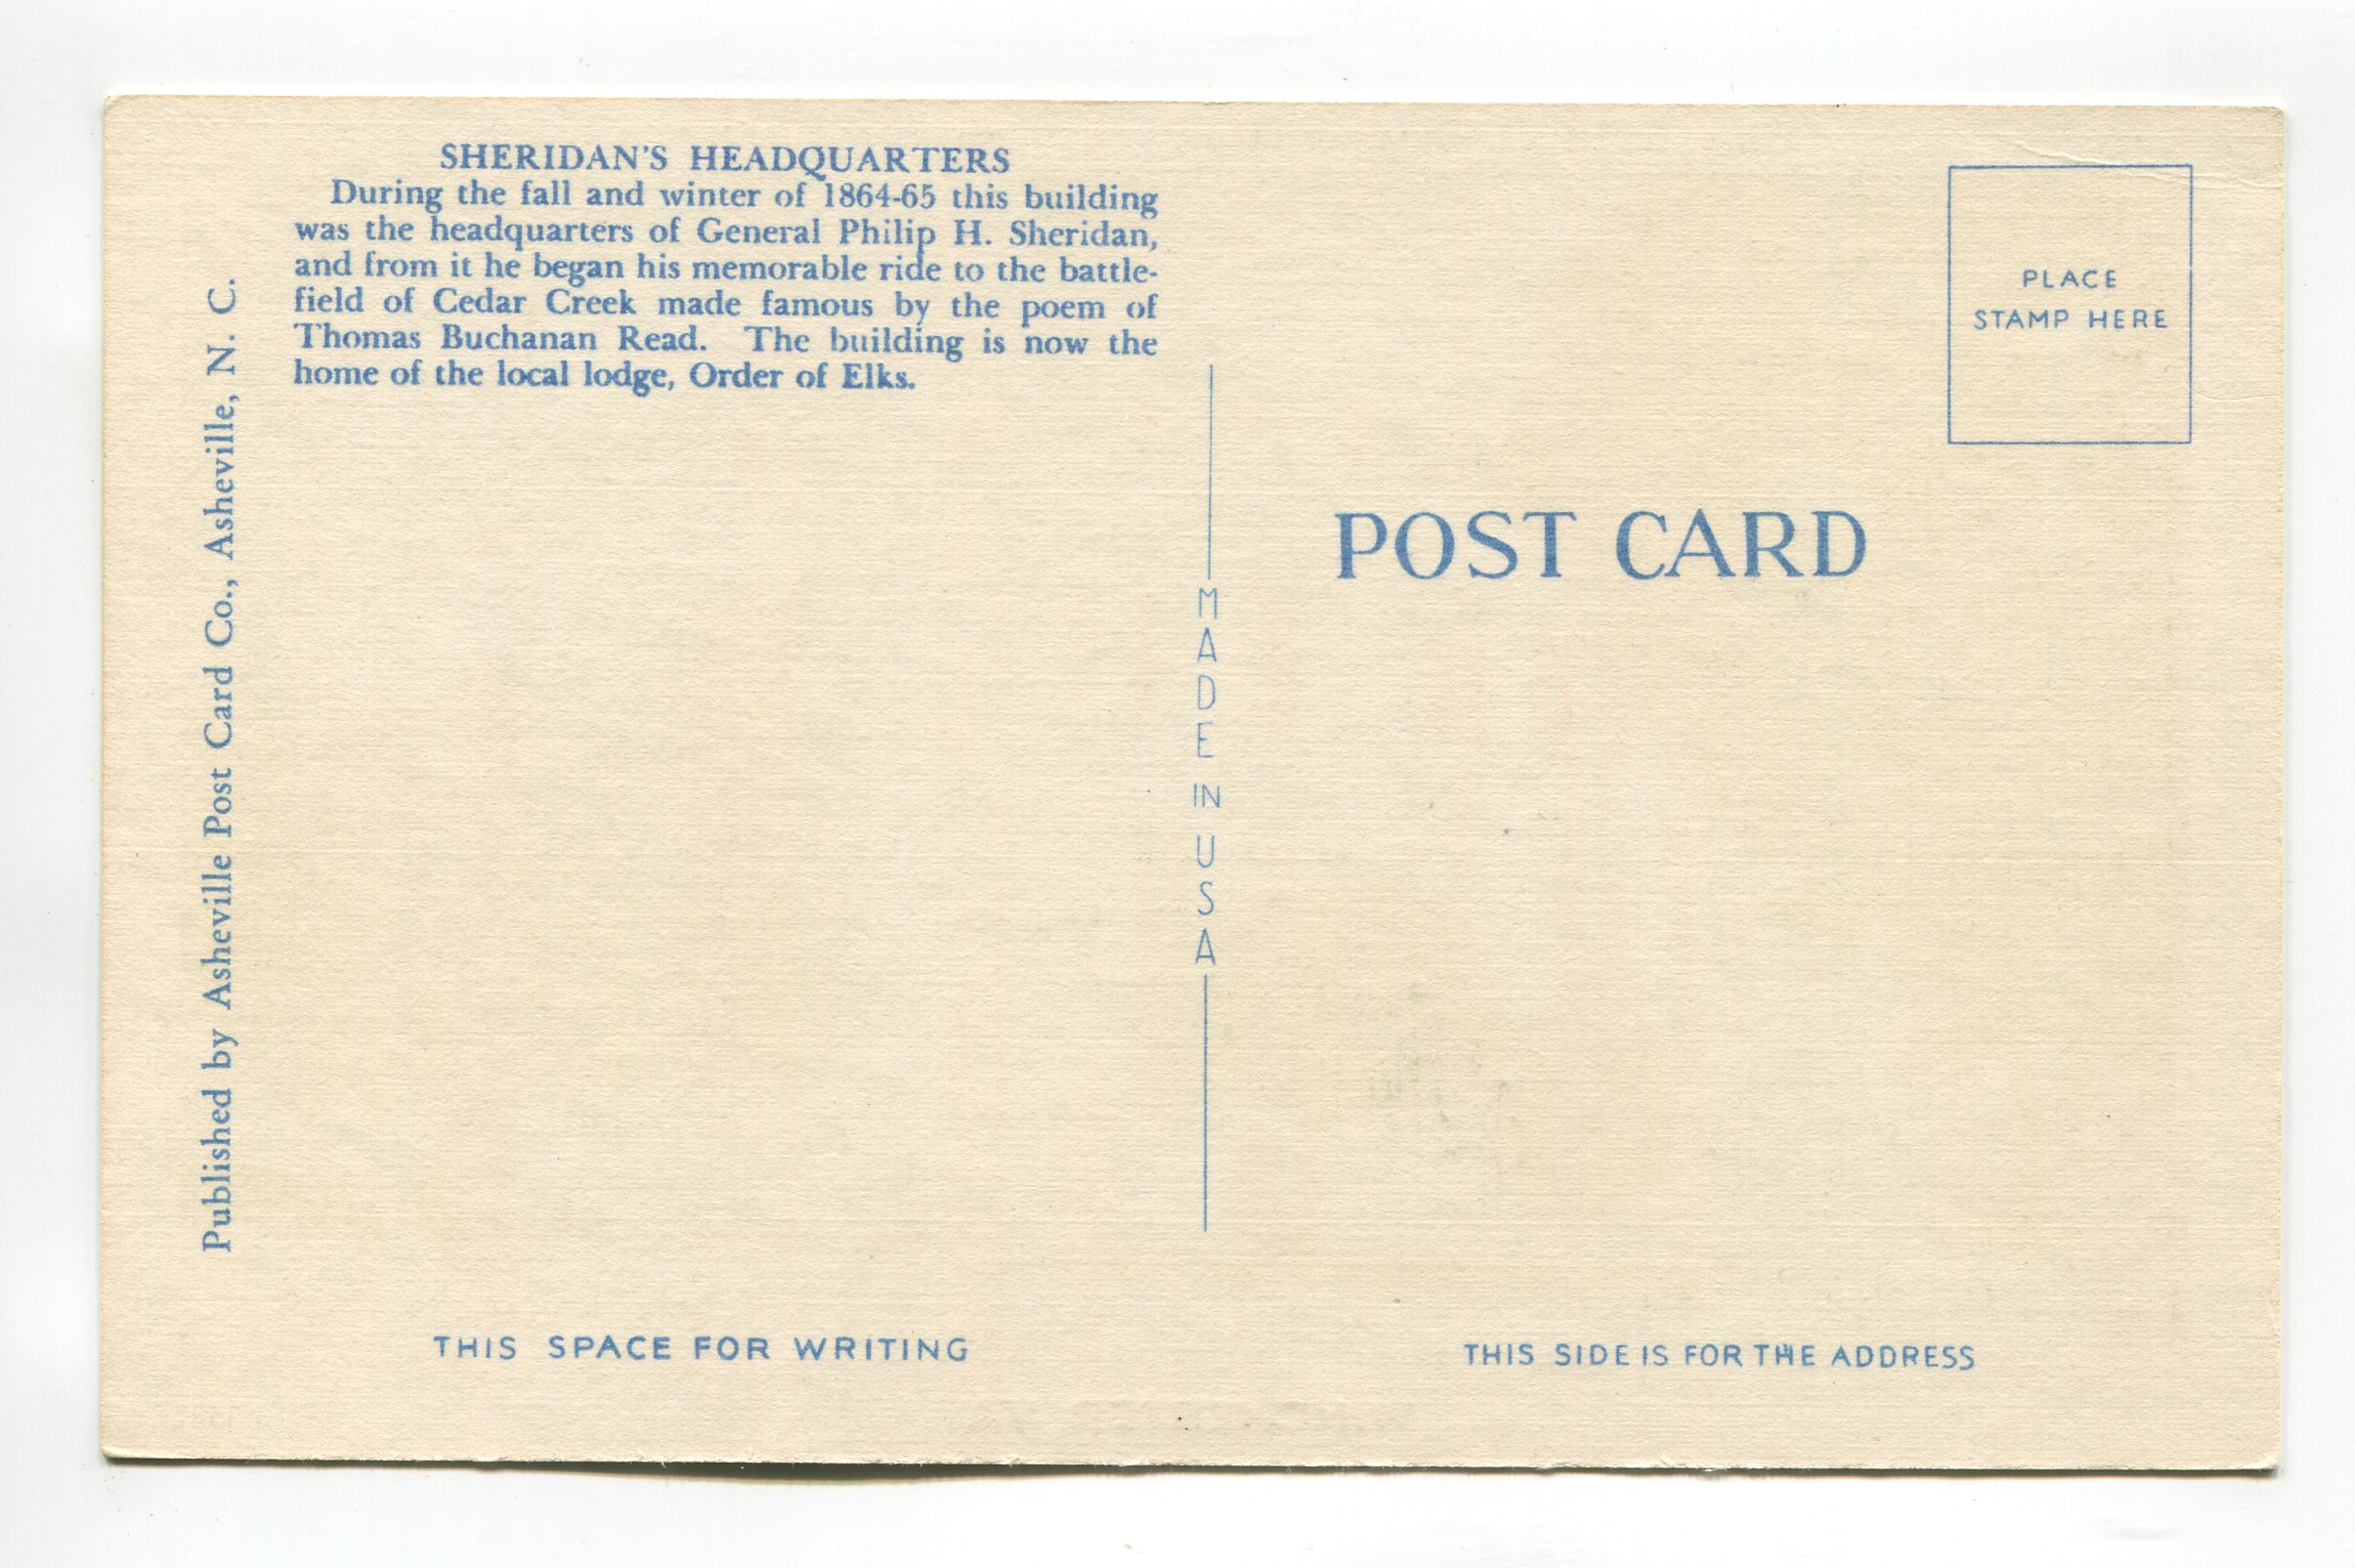 SHERIDAN'S HEADQUARTERS
During the fall and winter of 1864-65 this building
was the headquarters of General Philip H. Sheridan,
and from it he began his memorable ride to the battle-
field of Cedar Creek made famous by the poem of
Thomas Buchanan Read. The building is now the
home of the local lodge, Order of Elks.
Published by Asheville Post Card Co., Asheville, N. C.
THIS SPACE FOR WRITING
MADE IN USA
PLACE
STAMP HERE
POST CARD
THIS SIDE IS FOR THE ADDRESS